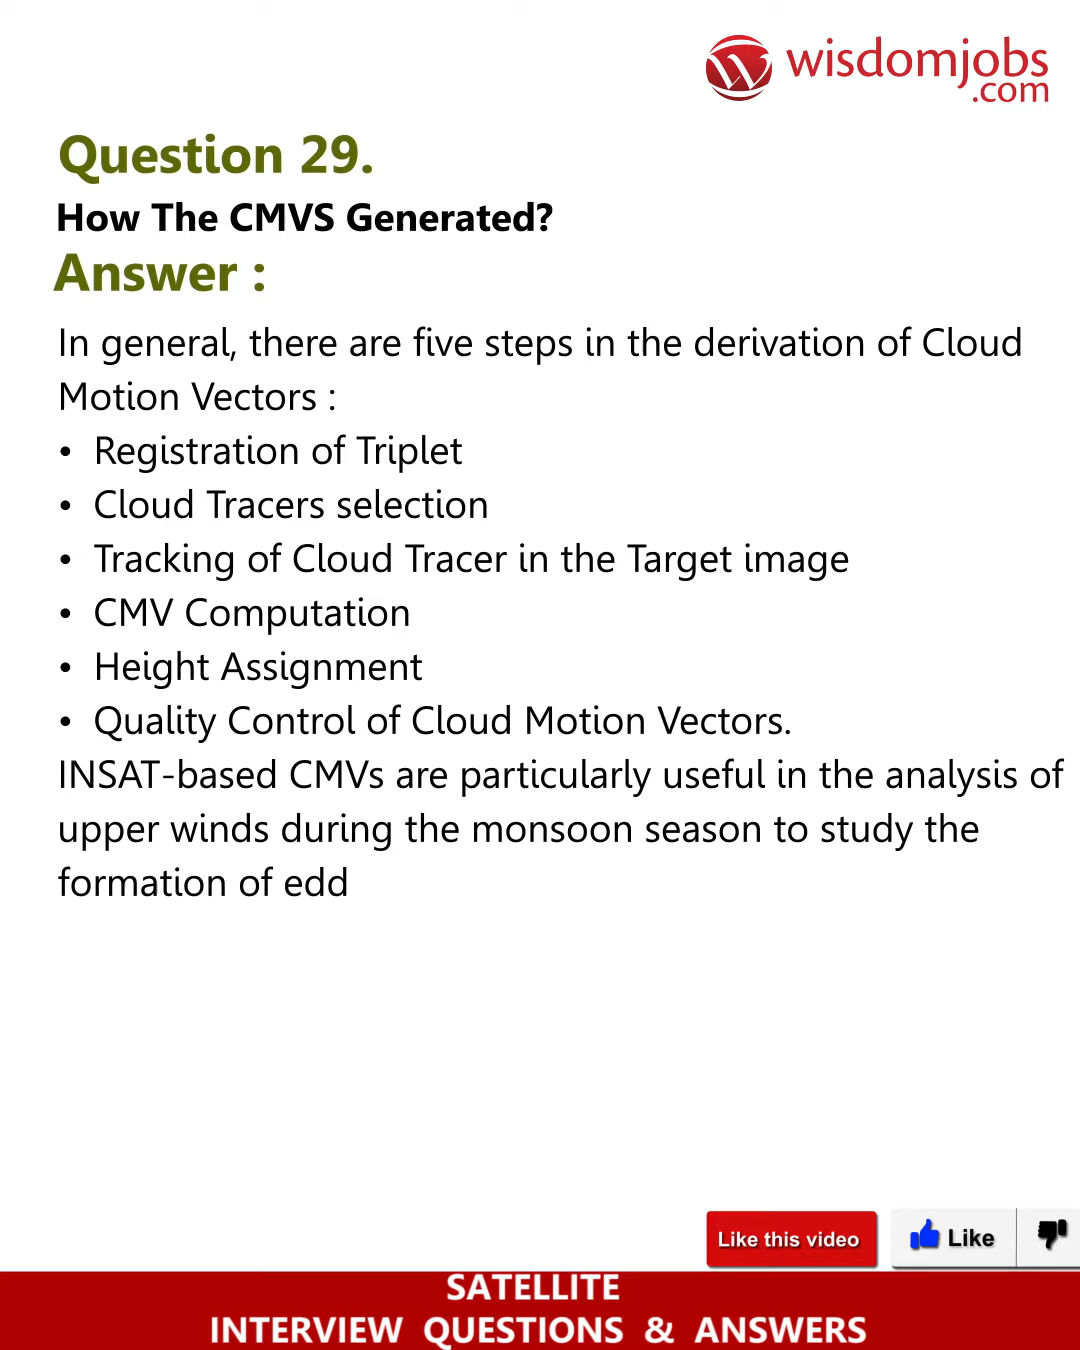 wisdomjobs
.com
Question 29.
How The CMVS Generated?
Answer :
In general, there are five steps in the derivation of Cloud
Motion Vectors :
• Registration of Triplet
• Cloud Tracers selection
• Tracking of Cloud Tracer in the Target image
• CMV Computation
• Height Assignment
• Quality Control of Cloud Motion Vectors.
INSAT-based CMVs are particularly useful in the analysis of
upper winds during the monsoon season to study the
formation of edd
Like this video
Like
SATELLITE
INTERVIEW QUESTIONS & ANSWERS